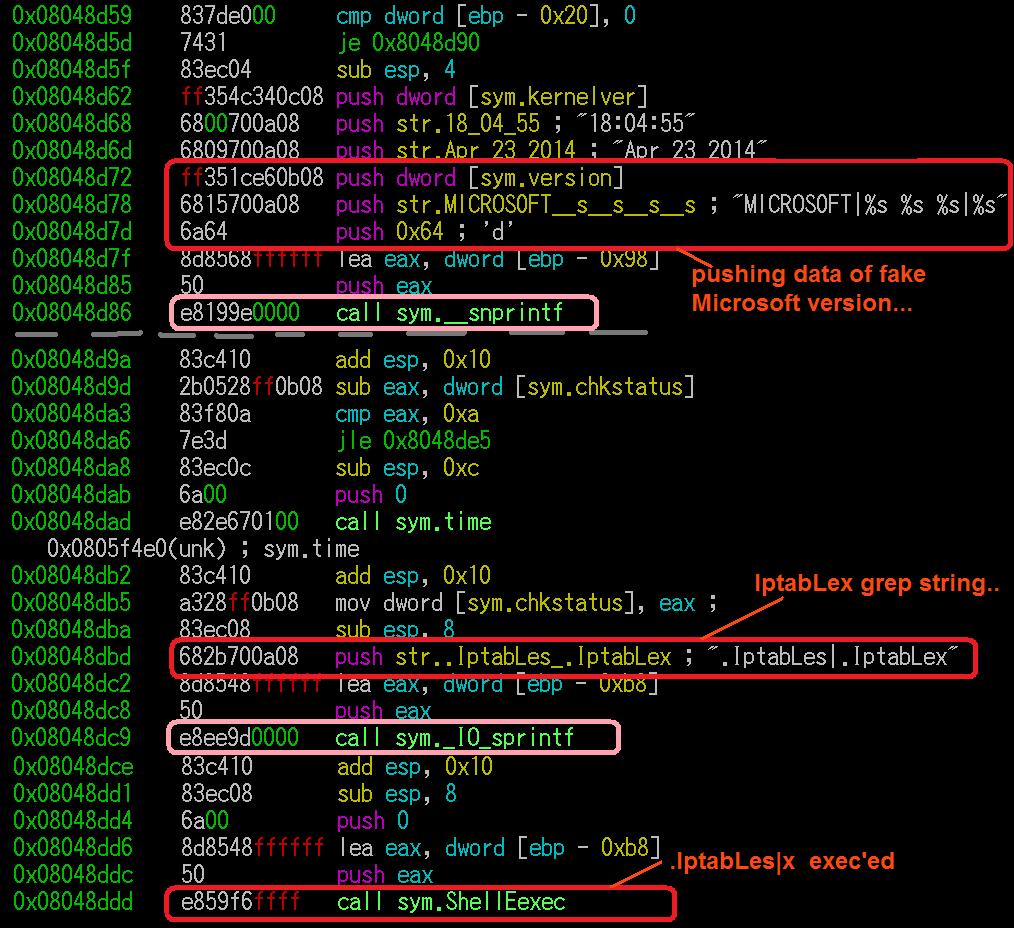 0x08048d59 837de000 cmp dword [ebp - 0x20], 0
0x08048d5d 7431 je 0x8048d90
0x08048d5f 83ec04 sub esp, 4
0x08048d62 ff354c340c08 push dword [sym.kernelver]
0x08048d68 6800700a08 push str.18_04_55 ; "18:04:55"
0x08048d6d 6809700a08 push str.Apr_23_2014 ; "Apr 23 2014"
0x08048d72 ff351ce60b08 push dword [sym.version]
0x08048d78 6815700a08 push str.MICROSOFT__s__s__s__s ; "MICROSOFT|%s %s %s|%s"
0x08048d7d 6a64 push 0x64 ; 'd'
0x08048d7f 8d8568ffffff lea eax, dword [ebp - 0x98]
pushing data of fake
0x08048d85 50 push eax
Microsoft version...
0x08048d86 e8199e0000 call sym.__snprintf
0x08048d9a 83c410 add esp, 0x10
0x08048d9d 2b0528ff0b08 sub eax, dword [sym.chkstatus]
0x08048da3 83f80a cmp eax, 0xa
0x08048da6 7e3d jle 0x8048de5
0x08048da8 83ec0c sub esp, 0xc
0x08048dab 6a00 push 0
0x08048dad e82e670100 call sym.time
0x0805f4e0(unk) ; sym.time
0x08048db2 83c410 add esp, 0x10
IptabLex grep string..
0x08048db5 a328ff0b08 mov dword [sym.chkstatus], eax ;
0x08048dba 83ec08 sub esp, 8
0x08048dbd 682b700a08 push str..IptabLes_.IptabLex ; ".IptabLes|.IptabLex"
0x08048dc2 8d8548ffffff lea eax, dword [ebp - 0xb8]
0x08048dc8 50 push eax
0x08048dc9 e8ee9d0000 call sym._IO_sprintf
0x08048dce 83c410 add esp, 0x10
0x08048dd1 83ec08 sub esp, 8
0x08048dd4 6a00 push 0
0x08048dd6 8d8548ffffff lea eax, dword [ebp - 0xb8]
.IptabLes|x exec'ed
0x08048ddc 50 push eax
0x08048ddd e859f6ffff call sym.ShellEexec